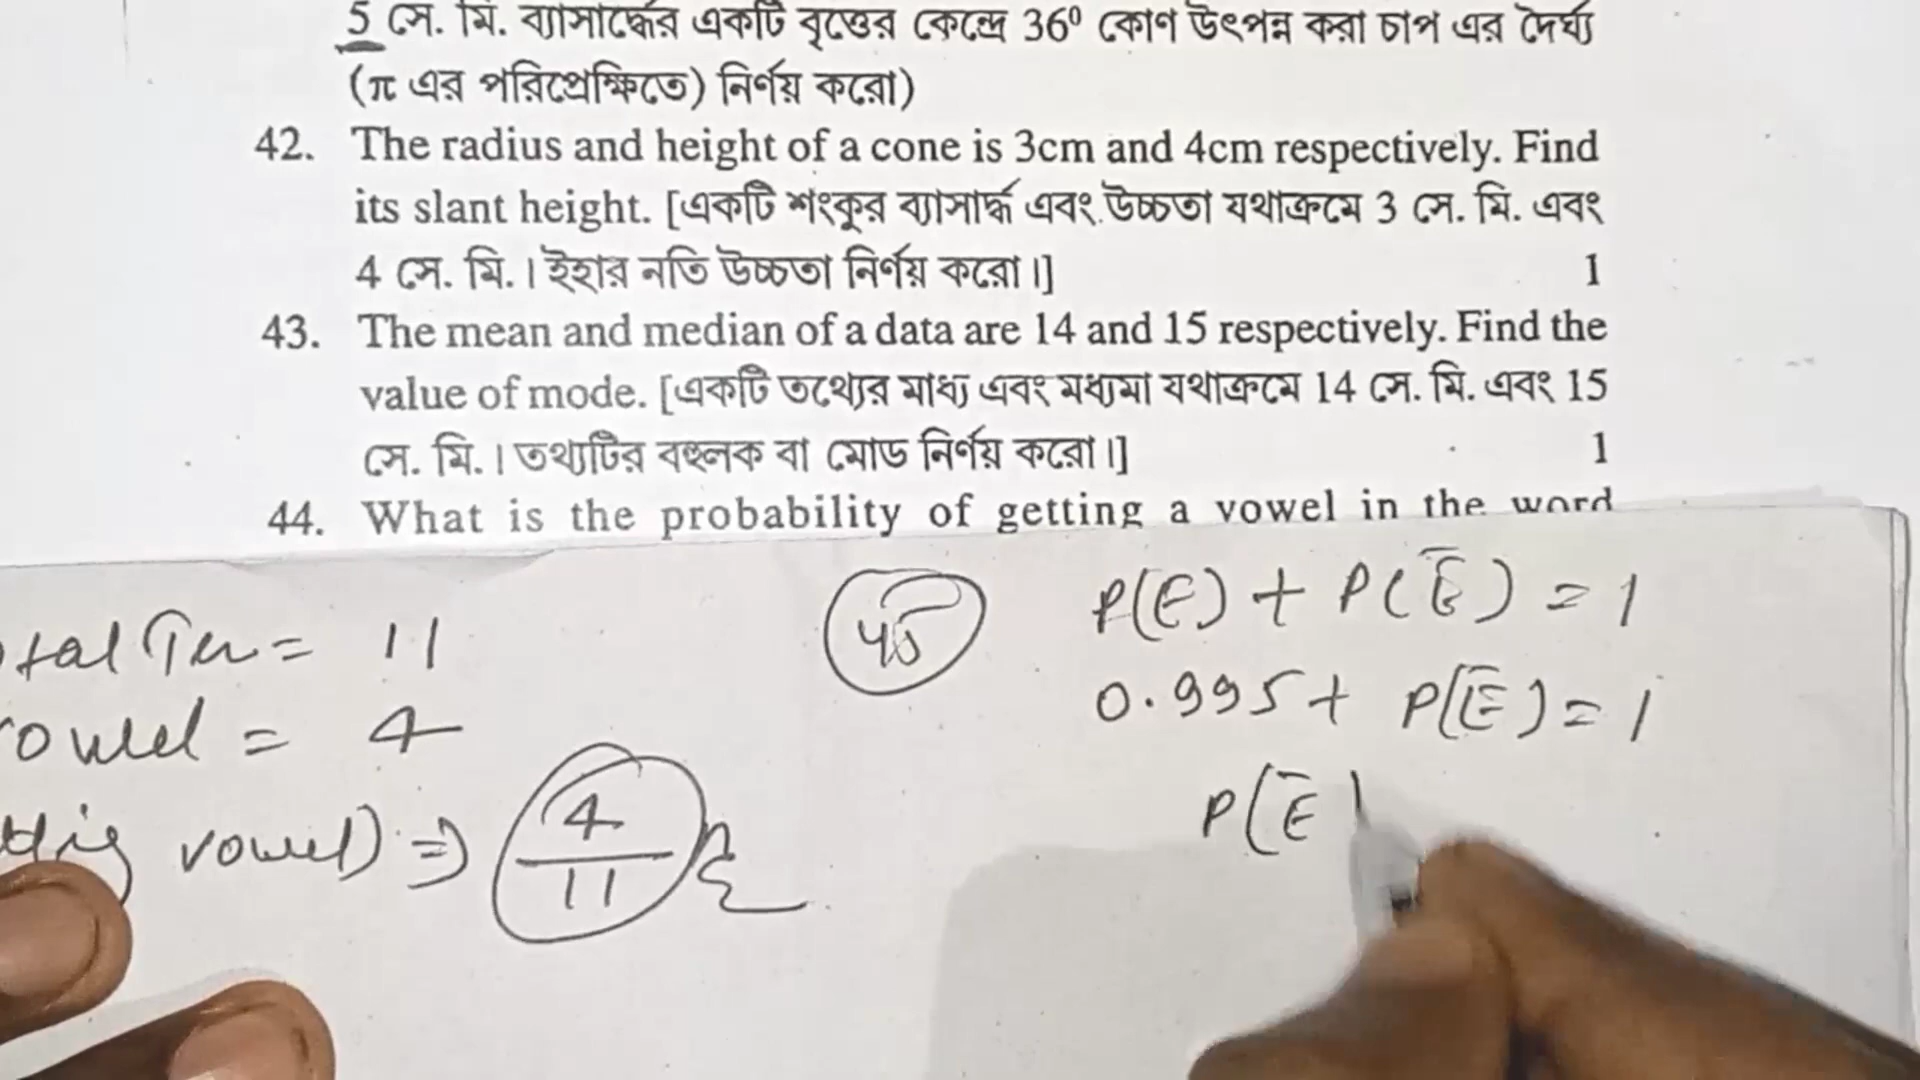 5 সে. মি. ব্যাসার্দ্ধের একটি বৃত্তের কেন্দ্রে 36⁰ কোণ উৎপন্ন করা চাপ এর দৈর্ঘ্য
(π এর পরিপ্রেক্ষিতে) নির্ণয় করো)
42. The radius and height of a cone is 3cm and 4cm respectively. Find
its slant height. [একটি শংকুর ব্যাসার্দ্ধ এবং উচ্চতা যথাক্রমে 3 সে. মি. এবং
4 সে. মি. । ইহার নতি উচ্চতা নির্ণয় করো।] 1
43. The mean and median of a data are 14 and 15 respectively. Find the
value of mode. [একটি তথ্যের মাধ্য এবং মধ্যমা যথাক্রমে 14 সে. মি. এবং 15
সে. মি. । তথ্যটির বহুলক বা মোড নির্ণয় করো।] 1
44. What is the probability of getting a vowel in the word
= 11
= 4
vowel) ⇒ 4/11
45 P(E) + P(Ē) = 1
0.995 + P(Ē) = 1
P(Ē)